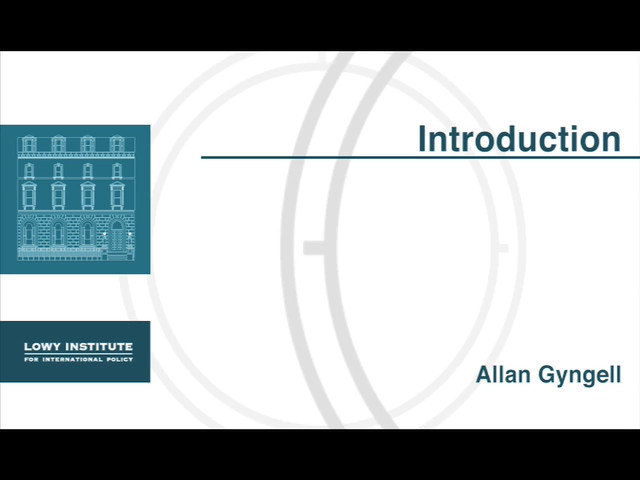 Introduction
LOWY INSTITUTE
FOR INTERNATIONAL POLICY
Allan Gyngell